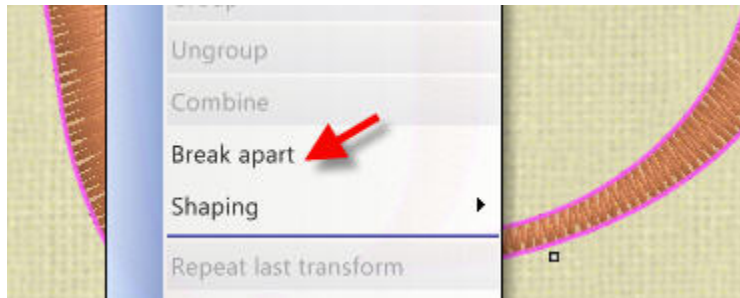 Ungroup
Combine
Break apart
Shaping
Repeat last transform